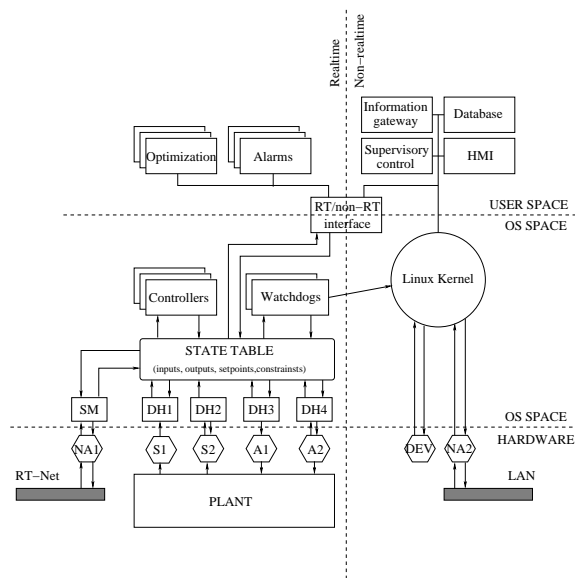 Realtime
Non-realtime
Information gateway
Database
Optimization
Alarms
Supervisory control
HMI
RT/non-RT interface
USER SPACE
OS SPACE
Controllers
Watchdogs
Linux Kernel
STATE TABLE
(inputs, outputs, setpoints,constrainsts)
SM
DH1
DH2
DH3
DH4
OS SPACE
HARDWARE
NA1
S1
S2
A1
A2
DEV
NA2
RT-Net
LAN
PLANT